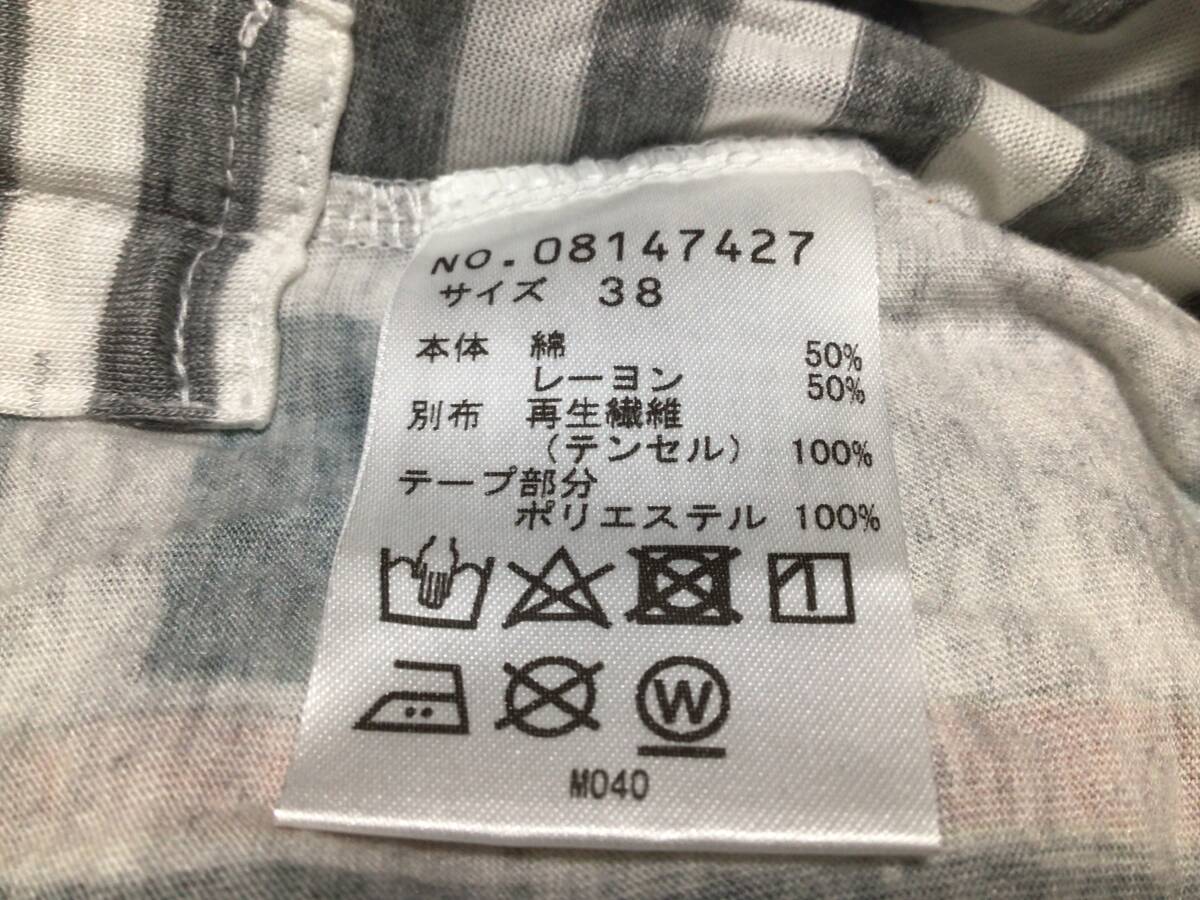 NO.08147427
サイズ 38
本体 綿 50%
レーヨン 50%
別布 再生繊維
(テンセル) 100%
テープ部分
ポリエステル 100%
W
M040